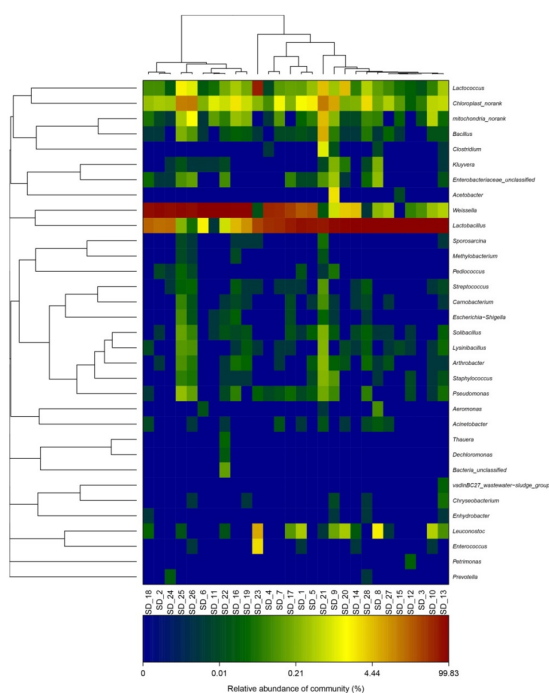 Lactococcus
Chloroplast_norank
mitochondria_norank
Bacillus
Clostridium
Kluyvera
Enterobacteriaceae_unclassified
Acetobacter
Weissella
Lactobacillus
Sporosarcina
Methylobacterium
Pediococcus
Streptococcus
Carnobacterium
Escherichia−Shigella
Solibacillus
Lysinibacillus
Arthrobacter
Staphylococcus
Pseudomonas
Aeromonas
Acinetobacter
Thauera
Dechloromonas
Bacteria_unclassified
vadinBC27_wastewater−sludge_group
Chryseobacterium
Enhydrobacter
Leuconostoc
Enterococcus
Petrimonas
Prevotella
SD_18
SD_2
SD_24
SD_25
SD_26
SD_6
SD_11
SD_22
SD_16
SD_19
SD_23
SD_4
SD_7
SD_17
SD_1
SD_5
SD_21
SD_9
SD_20
SD_14
SD_28
SD_8
SD_27
SD_15
SD_12
SD_3
SD_10
SD_13
0 0.01 0.21 4.44 99.83
Relative abundance of community (%)